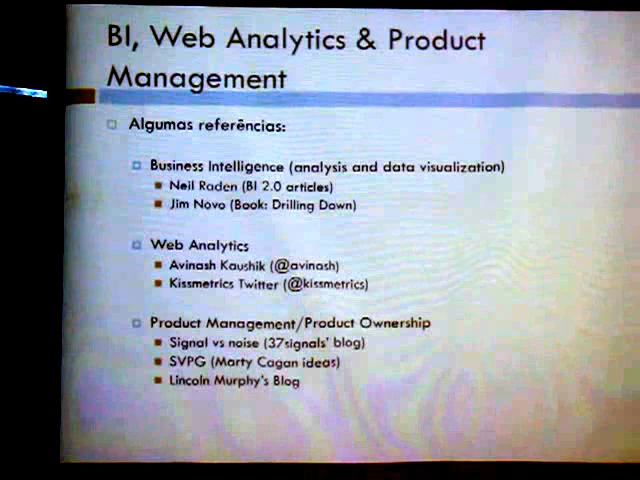 BI, Web Analytics & Product
Management
Algumas referências:
Business Intelligence (analysis and data visualization)
Neil Raden (BI 2.0 articles)
Jim Novo (Book: Drilling Down)
Web Analytics
Avinash Kaushik (@avinash)
Kissmetrics Twitter (@kissmetrics)
Product Management/Product Ownership
Signal vs noise (37signals' blog)
SVPG (Marty Cagan ideas)
Lincoln Murphy's Blog